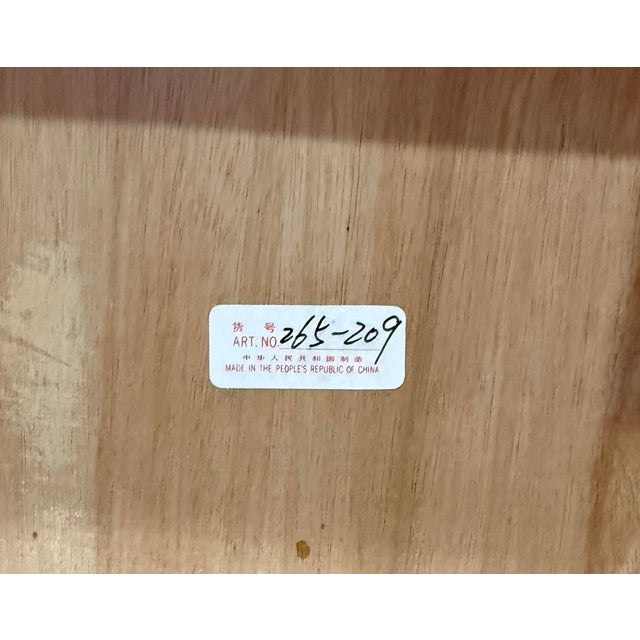 货号
ART. NO. 265-209
中华人民共和国制造
MADE IN THE PEOPLE'S REPUBLIC OF CHINA